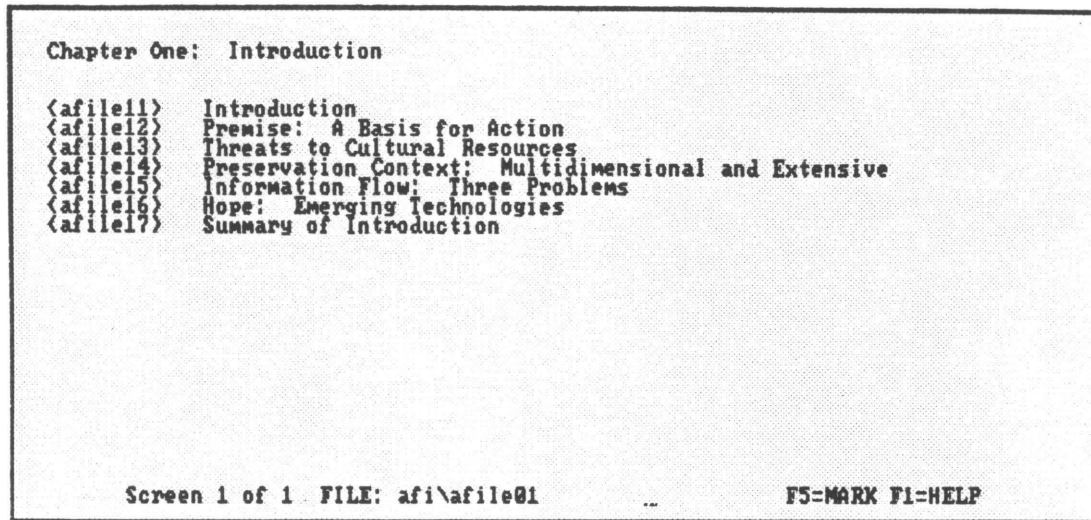 Chapter One:  Introduction
<afile11>   Introduction
<afile12>   Premise:  A Basis for Action
<afile13>   Threats to Cultural Resources
<afile14>   Preservation Context:  Multidimensional and Extensive
<afile15>   Information Flow:  Three Problems
<afile16>   Hope:  Emerging Technologies
<afile17>   Summary of Introduction
Screen 1 of 1  FILE: afi\afile01   F5=MARK F1=HELP